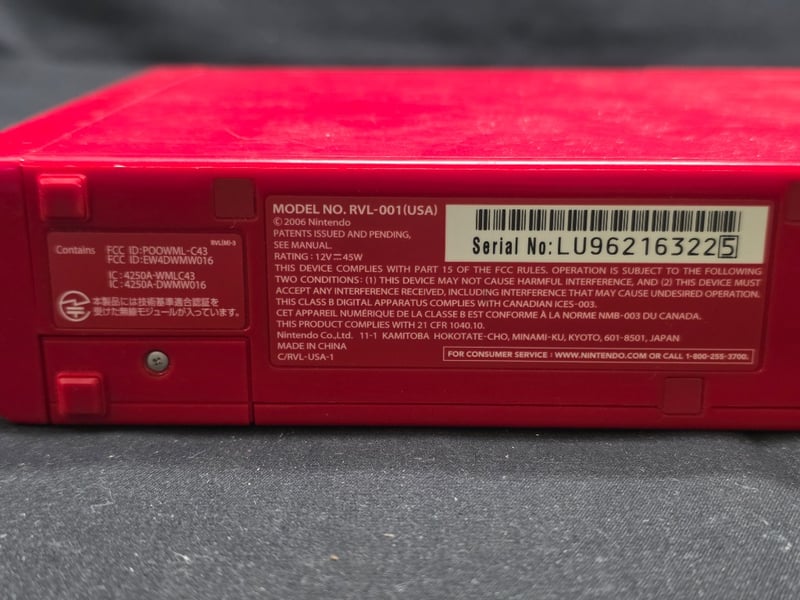 RVL(M)-3
Contains FCC ID:POOWML-C43
FCC ID:EW4DWMW016
IC:4250A-WMLC43
IC:4250A-DWMW016
本製品には技術基準適合認証を
受けた無線モジュールが入っています。
MODEL NO. RVL-001(USA)
© 2006 Nintendo
PATENTS ISSUED AND PENDING,
SEE MANUAL.
RATING : 12V⎓45W
Serial No:LU962163225
THIS DEVICE COMPLIES WITH PART 15 OF THE FCC RULES. OPERATION IS SUBJECT TO THE FOLLOWING
TWO CONDITIONS: (1) THIS DEVICE MAY NOT CAUSE HARMFUL INTERFERENCE, AND (2) THIS DEVICE MUST
ACCEPT ANY INTERFERENCE RECEIVED, INCLUDING INTERFERENCE THAT MAY CAUSE UNDESIRED OPERATION.
THIS CLASS B DIGITAL APPARATUS COMPLIES WITH CANADIAN ICES-003.
CET APPAREIL NUMÉRIQUE DE LA CLASSE B EST CONFORME À LA NORME NMB-003 DU CANADA.
THIS PRODUCT COMPLIES WITH 21 CFR 1040.10.
Nintendo Co.,Ltd. 11-1 KAMITOBA HOKOTATE-CHO, MINAMI-KU, KYOTO, 601-8501, JAPAN
MADE IN CHINA
C/RVL-USA-1
FOR CONSUMER SERVICE : WWW.NINTENDO.COM OR CALL 1-800-255-3700.